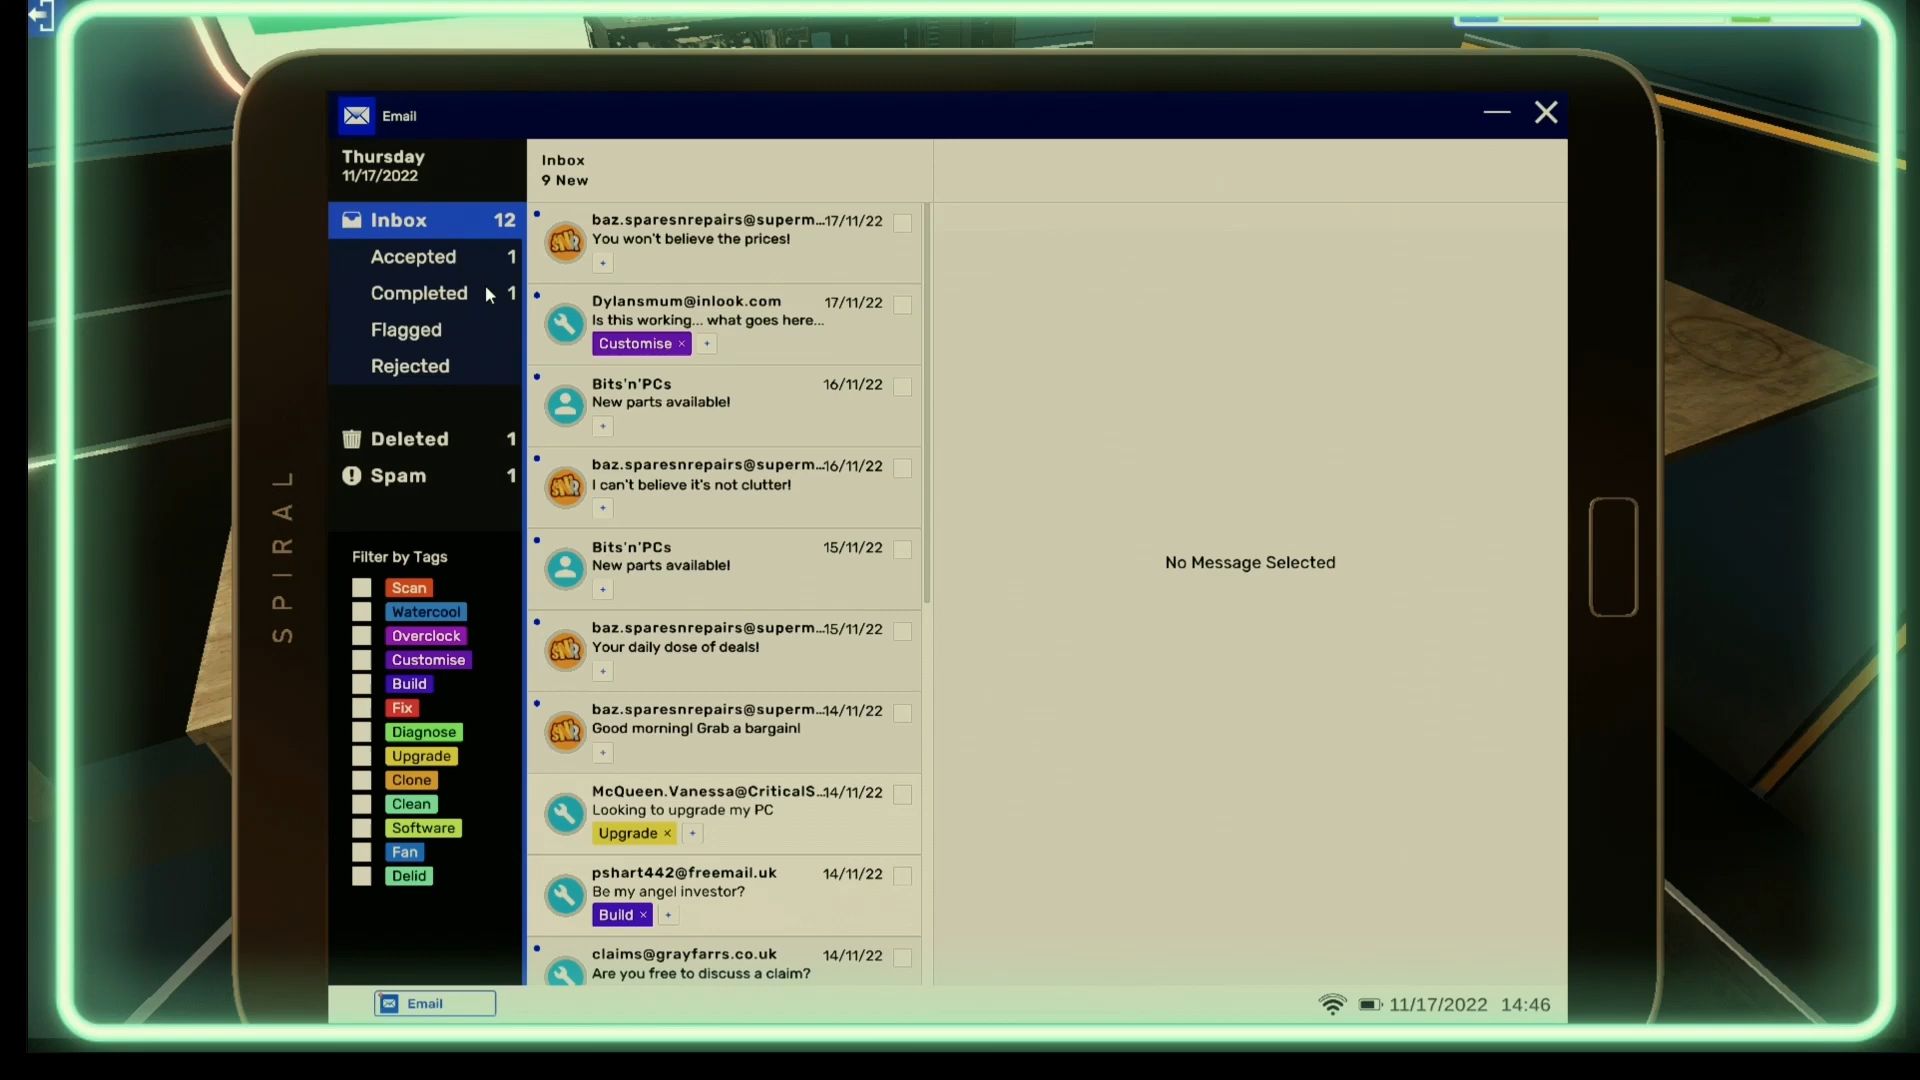 Email
Thursday
11/17/2022
Inbox 12
Accepted 1
Completed 1
Flagged
Rejected
Deleted 1
Spam 1
Filter by Tags
Scan
Watercool
Overclock
Customise
Build
Fix
Diagnose
Upgrade
Clone
Clean
Software
Fan
Delid
Inbox
9 New
baz.sparesnrepairs@superm...17/11/22
You won't believe the prices!
+
Dylansmum@inlook.com 17/11/22
Is this working... what goes here...
Customise × +
Bits'n'PCs 16/11/22
New parts available!
+
baz.sparesnrepairs@superm...16/11/22
I can't believe it's not clutter!
+
Bits'n'PCs 15/11/22
New parts available!
+
baz.sparesnrepairs@superm...15/11/22
Your daily dose of deals!
+
baz.sparesnrepairs@superm...14/11/22
Good morning! Grab a bargain!
+
McQueen.Vanessa@CriticalS...14/11/22
Looking to upgrade my PC
Upgrade × +
pshart442@freemail.uk 14/11/22
Be my angel investor?
Build × +
claims@grayfarrs.co.uk 14/11/22
Are you free to discuss a claim?
No Message Selected
SPIRAL
Email
11/17/2022 14:46